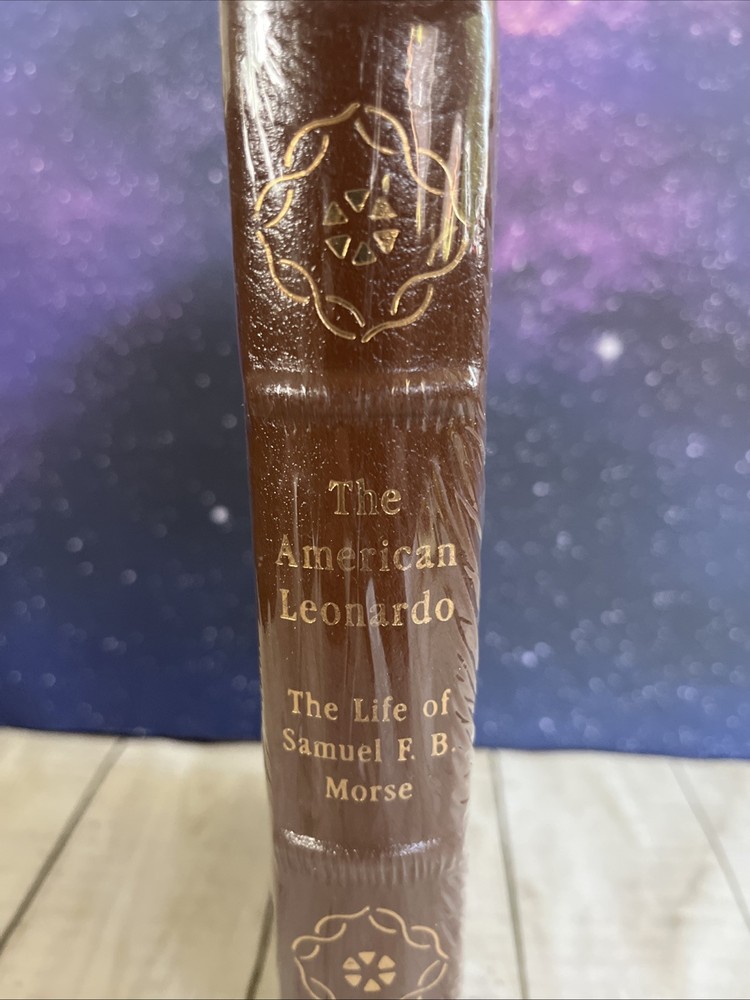 The
American
Leonardo
The Life of
Samuel F. B.
Morse